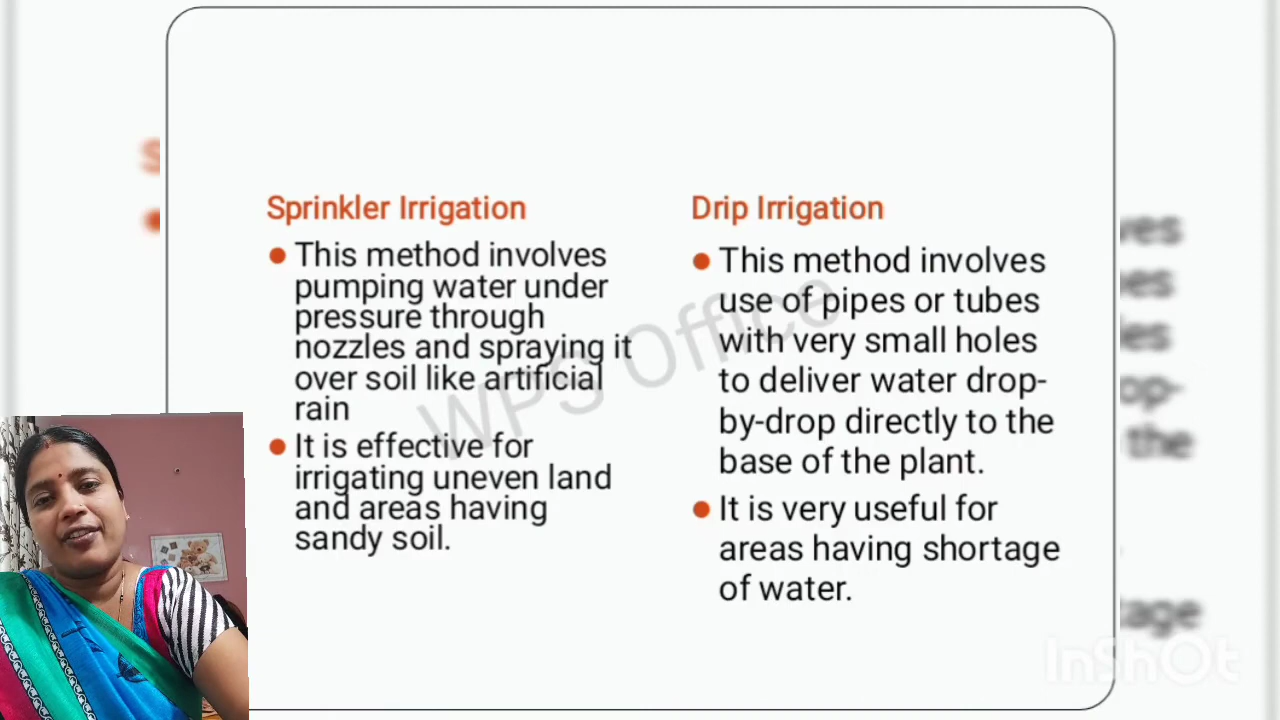 Sprinkler Irrigation
This method involves
pumping water under
pressure through
nozzles and spraying it
over soil like artificial
rain
It is effective for
irrigating uneven land
and areas having
sandy soil.
Drip Irrigation
This method involves
use of pipes or tubes
with very small holes
to deliver water drop-
by-drop directly to the
base of the plant.
It is very useful for
areas having shortage
of water.
WPS Office
InShOt